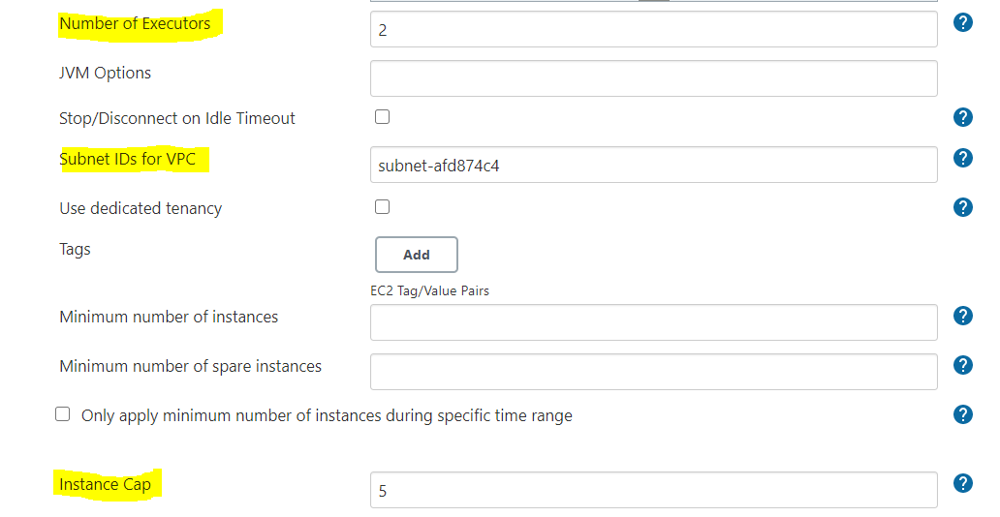 Number of Executors
2
?
JVM Options
Stop/Disconnect on Idle Timeout
?
Subnet IDs for VPC
subnet-afd874c4
?
Use dedicated tenancy
?
Tags
Add
EC2 Tag/Value Pairs
Minimum number of instances
?
Minimum number of spare instances
?
Only apply minimum number of instances during specific time range
?
Instance Cap
5
?